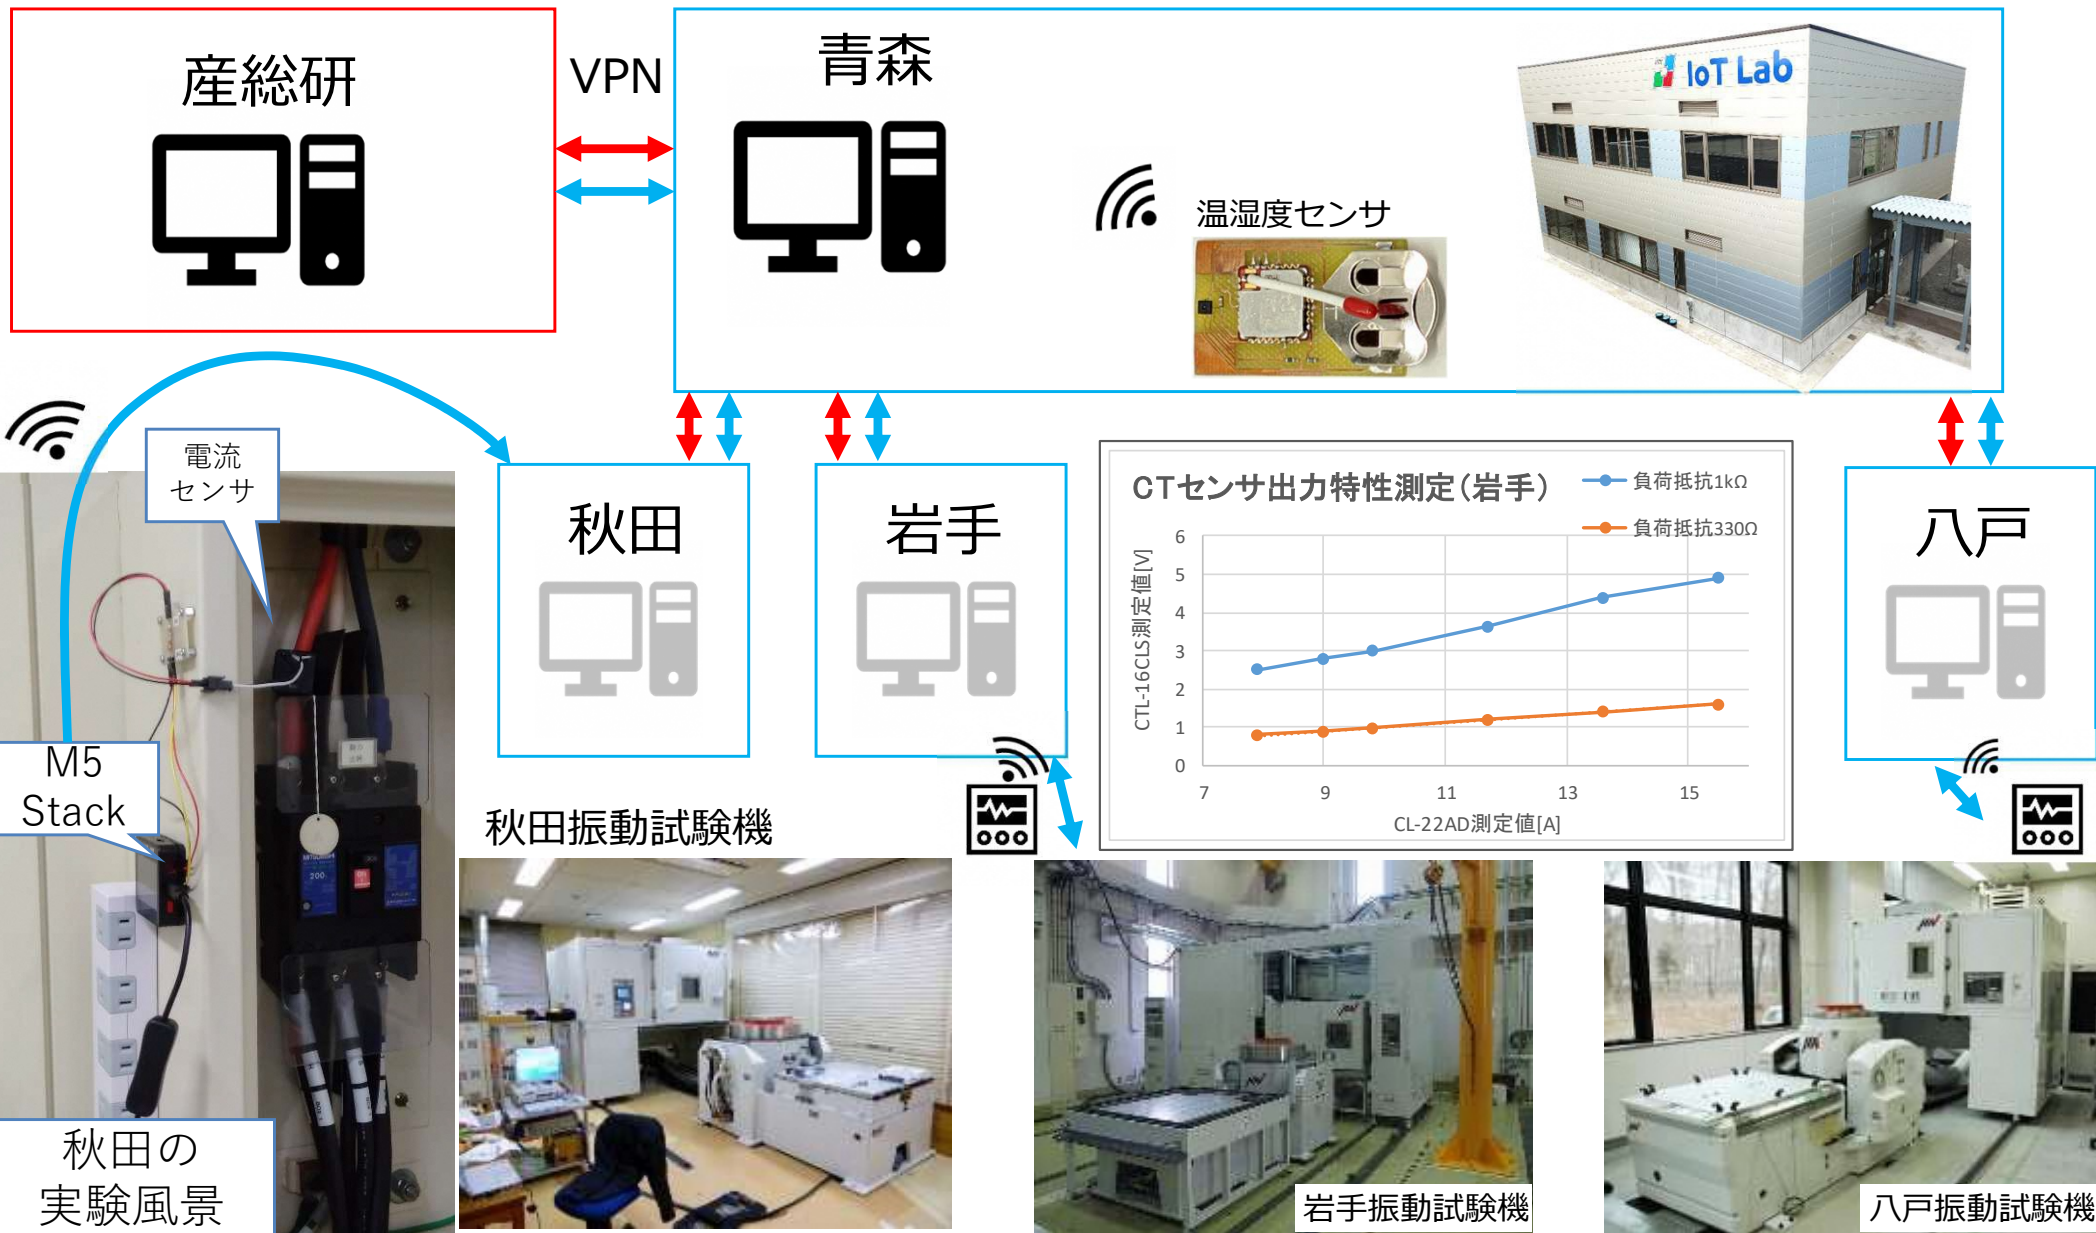 産総研
VPN
青森
IoT Lab
温湿度センサ
電流
センサ
秋田
岩手
CTセンサ出力特性測定(岩手)
負荷抵抗1kΩ
負荷抵抗330Ω
CTL-16CLS測定値[V]
6
5
4
3
2
1
0
7
9
11
13
15
CL-22AD測定値[A]
八戸
M5
Stack
秋田振動試験機
200
秋田の
実験風景
岩手振動試験機
八戸振動試験機